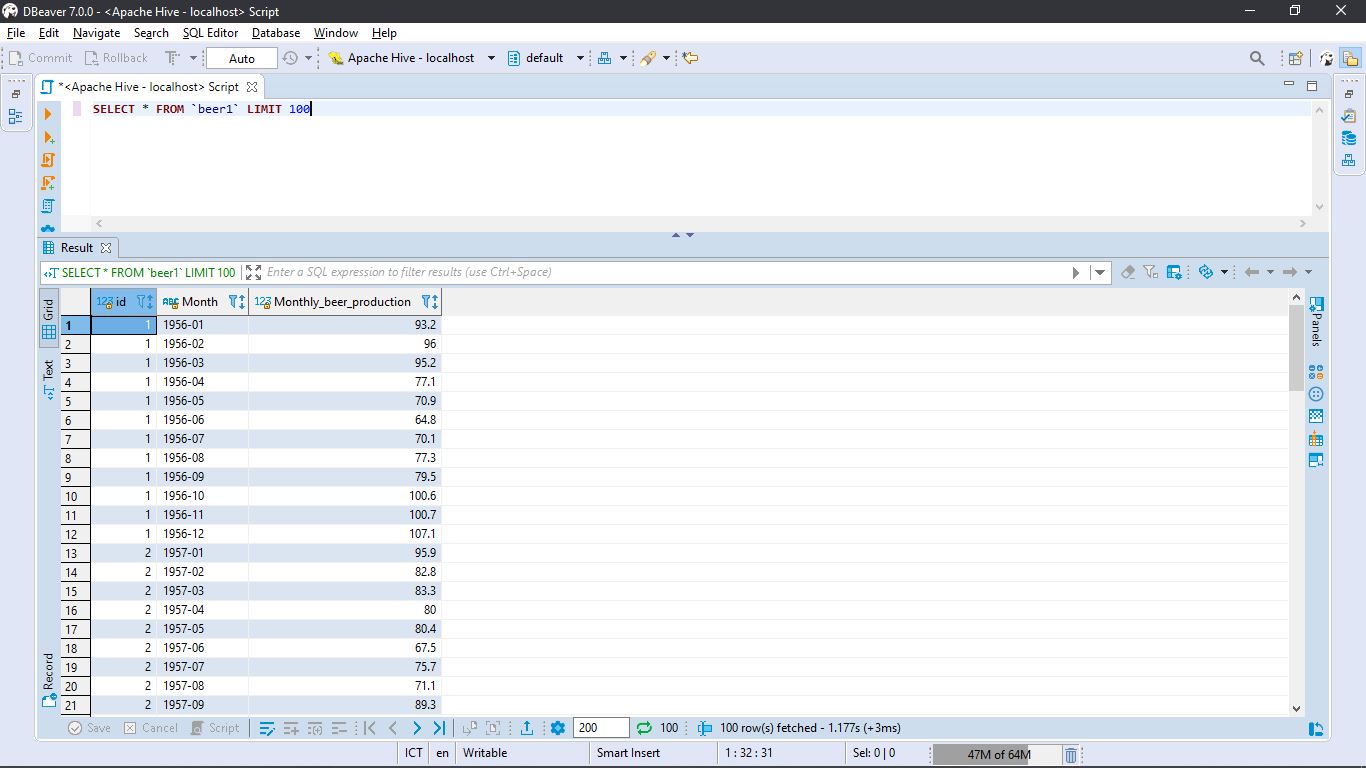 DBeaver 7.0.0 - <Apache Hive - localhost> Script
File Edit Navigate Search SQL Editor Database Window Help
Commit Rollback Auto Apache Hive - localhost default
*<Apache Hive - localhost> Script
SELECT * FROM `beer1` LIMIT 100
Result
SELECT * FROM `beer1` LIMIT 100 Enter a SQL expression to filter results (use Ctrl+Space)
Grid
Text
Record
Panels
123 id ABC Month 123 Monthly_beer_production
1 1 1956-01 93.2
2 1 1956-02 96
3 1 1956-03 95.2
4 1 1956-04 77.1
5 1 1956-05 70.9
6 1 1956-06 64.8
7 1 1956-07 70.1
8 1 1956-08 77.3
9 1 1956-09 79.5
10 1 1956-10 100.6
11 1 1956-11 100.7
12 1 1956-12 107.1
13 2 1957-01 95.9
14 2 1957-02 82.8
15 2 1957-03 83.3
16 2 1957-04 80
17 2 1957-05 80.4
18 2 1957-06 67.5
19 2 1957-07 75.7
20 2 1957-08 71.1
21 2 1957-09 89.3
Save Cancel Script 200 100 100 row(s) fetched - 1.177s (+3ms)
ICT en Writable Smart Insert 1 : 32 : 31 Sel: 0 | 0 47M of 64M